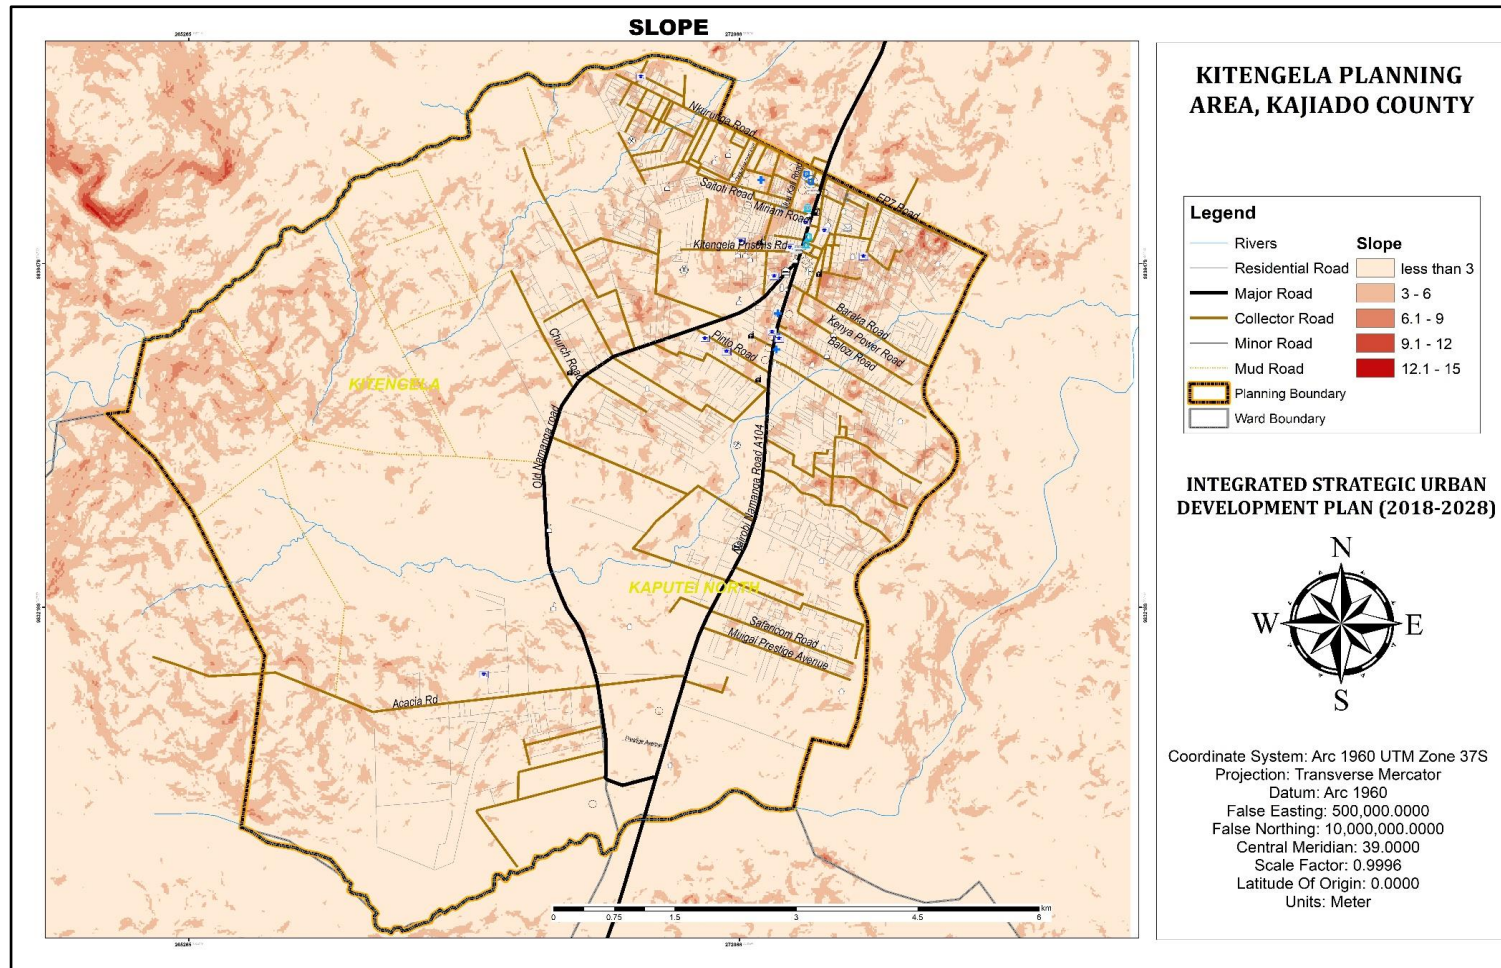 SLOPE
Nkirunga Road
Saitoti Road
Miriam Road
EPZ Road
Kitengela Prisons Rd
Baraka Road
Kenya Power Road
Balozi Road
Pinto Road
Church Road
KITENGELA
Old Namanga road
Nairobi Namanga Road A104
KAPUTEI NORTH
Safaricom Road
Muigai Prestige Avenue
Acacia Rd
Prestige Avenue
km
0 0.75 1.5 3 4.5 6
KITENGELA PLANNING
AREA, KAJIADO COUNTY
Legend
Rivers
Residential Road
Major Road
Collector Road
Minor Road
Mud Road
Planning Boundary
Ward Boundary
Slope
less than 3
3 - 6
6.1 - 9
9.1 - 12
12.1 - 15
INTEGRATED STRATEGIC URBAN
DEVELOPMENT PLAN (2018-2028)
N
W E
S
Coordinate System: Arc 1960 UTM Zone 37S
Projection: Transverse Mercator
Datum: Arc 1960
False Easting: 500,000.0000
False Northing: 10,000,000.0000
Central Meridian: 39.0000
Scale Factor: 0.9996
Latitude Of Origin: 0.0000
Units: Meter